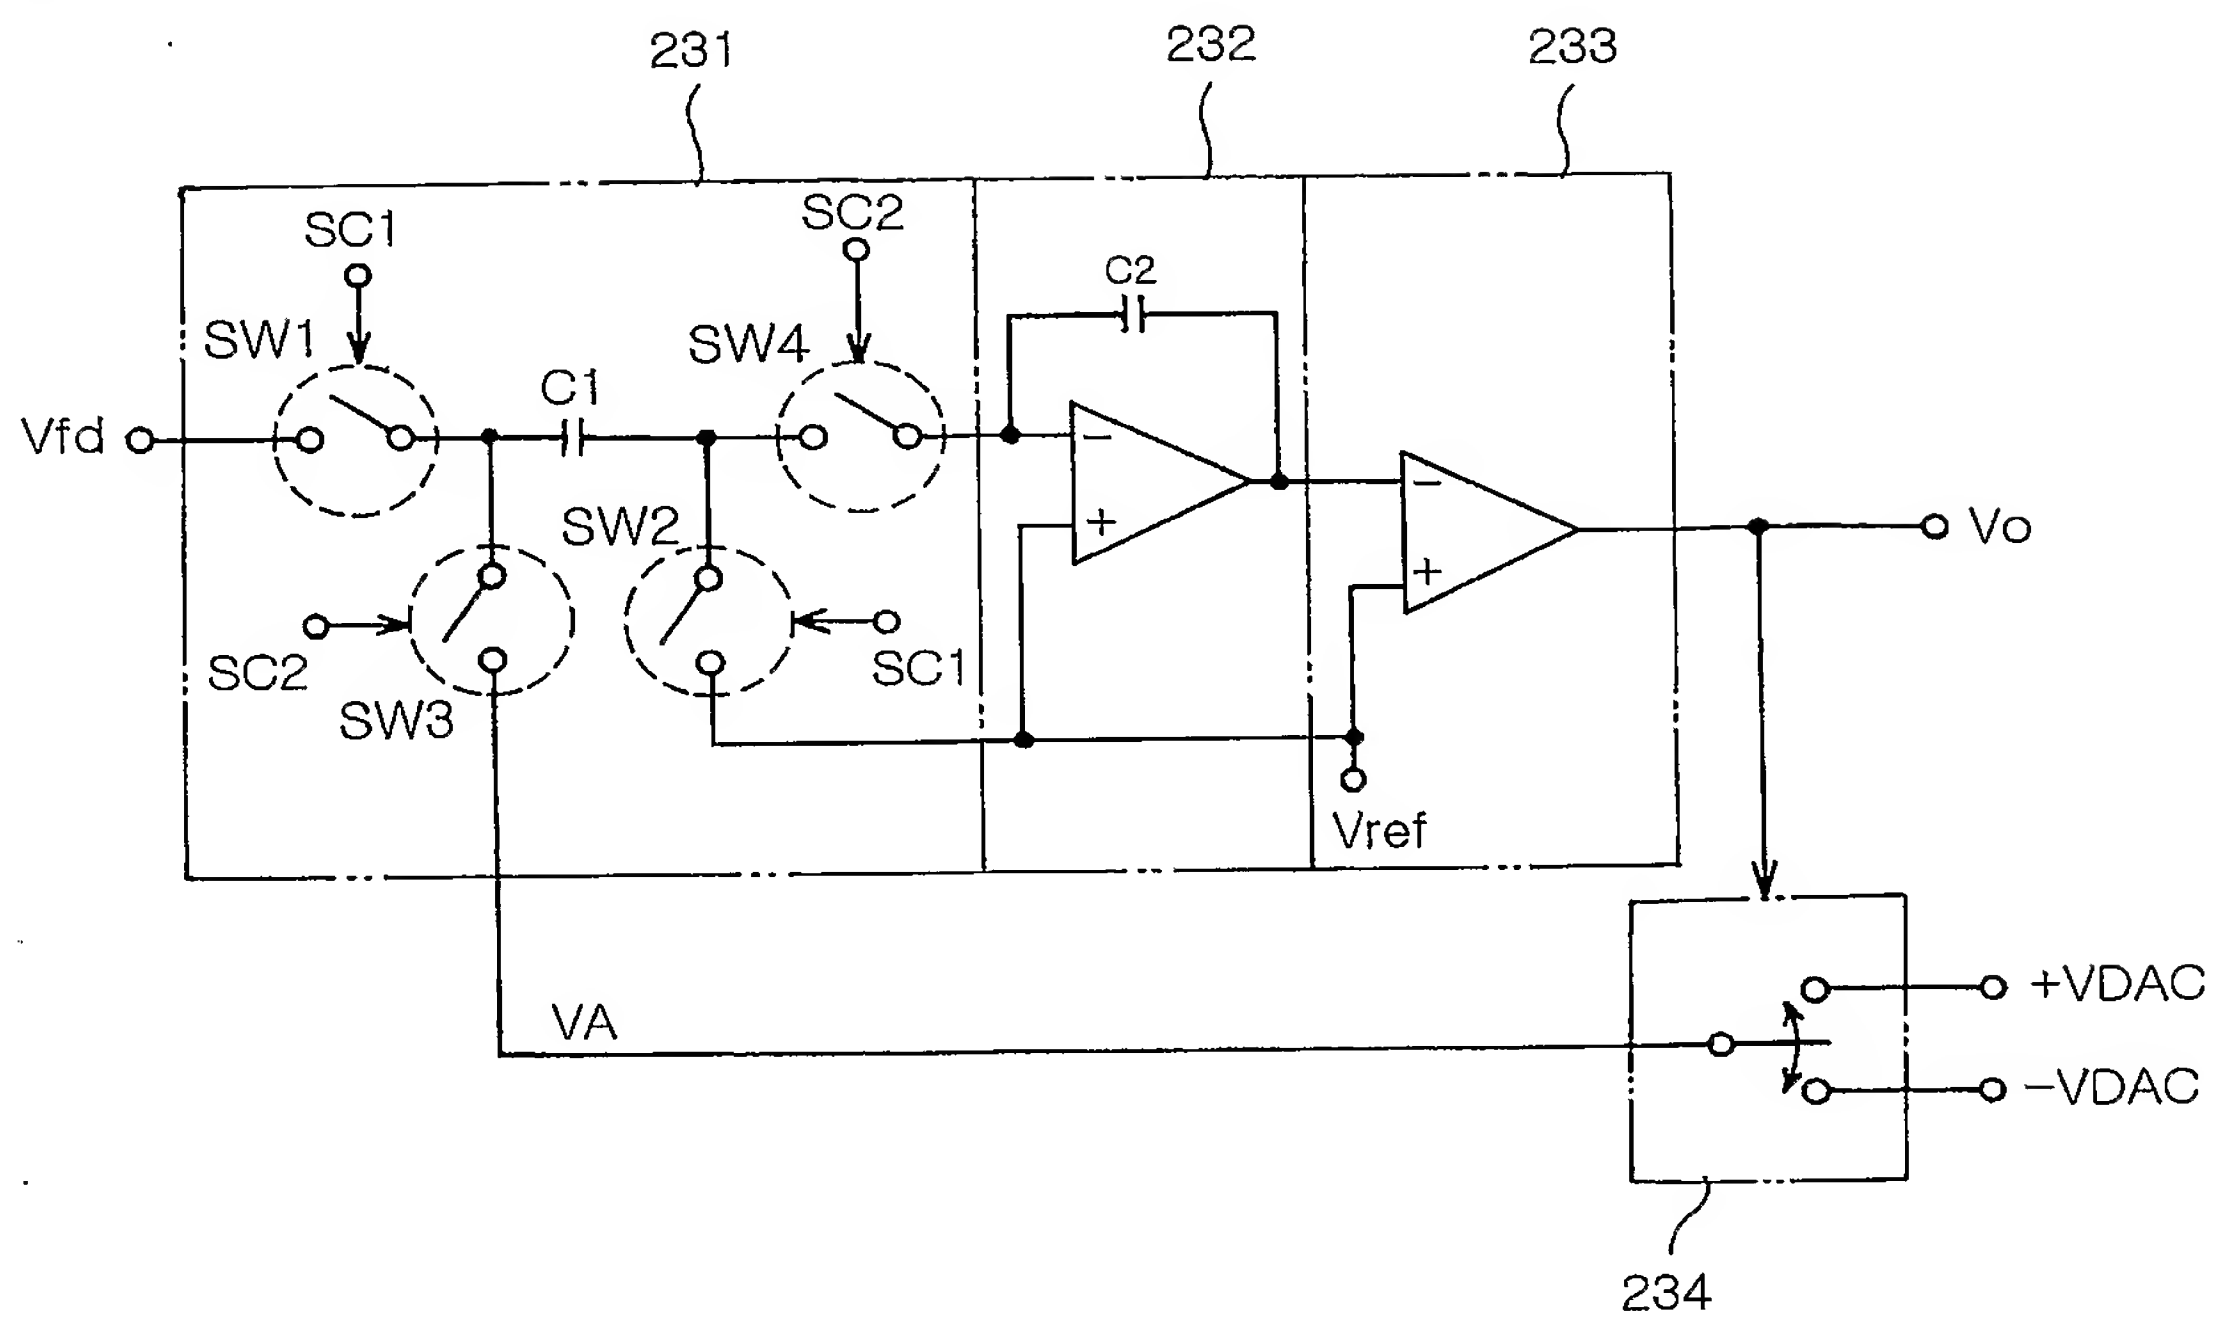 231
232
233
SC1
SC2
C2
SW1
SW4
C1
Vfd
−
SW2
−
+
Vo
+
SC2
SC1
SW3
Vref
+VDAC
VA
−VDAC
234